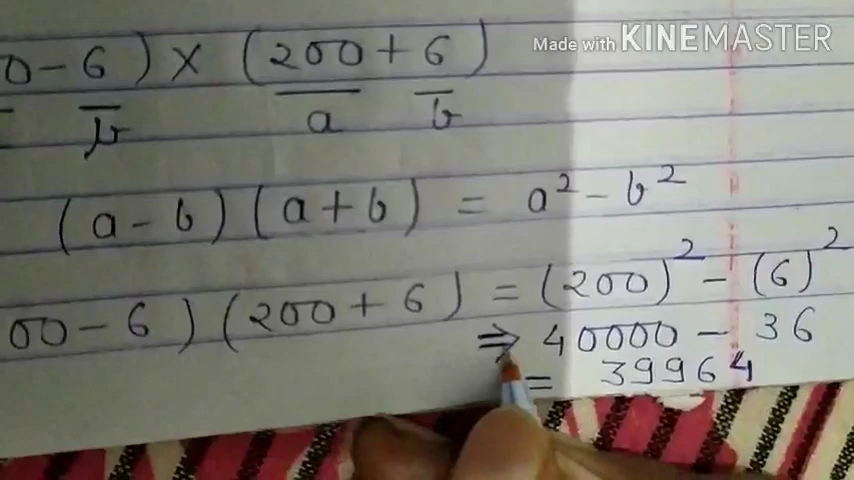 Made with KINEMASTER
0 - 6) × (200 + 6)
b a b
(a - b) (a + b) = a² - b²
00 - 6) (200 + 6) = (200)² - (6)²
⇒ 40000 - 36
= 39964